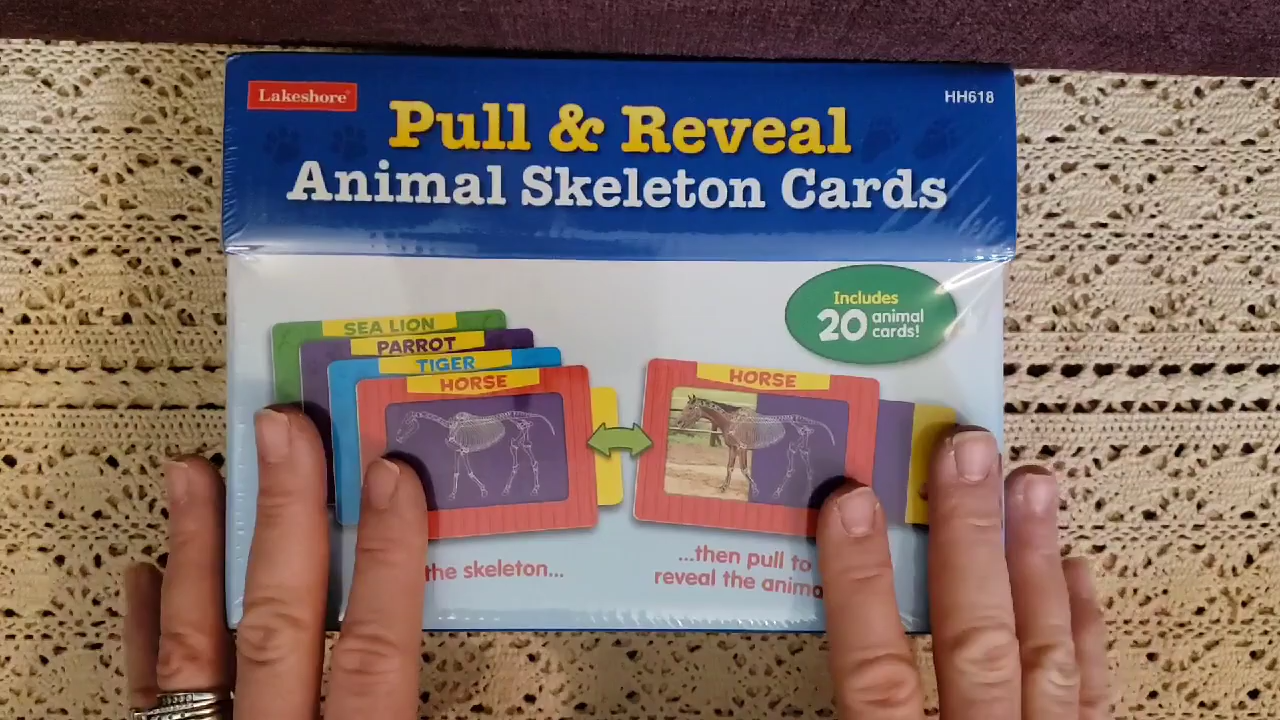 Lakeshore
HH618
Pull & Reveal
Animal Skeleton Cards
Includes
20 animal
cards!
SEA LION
PARROT
TIGER
HORSE
HORSE
the skeleton...
...then pull to
reveal the